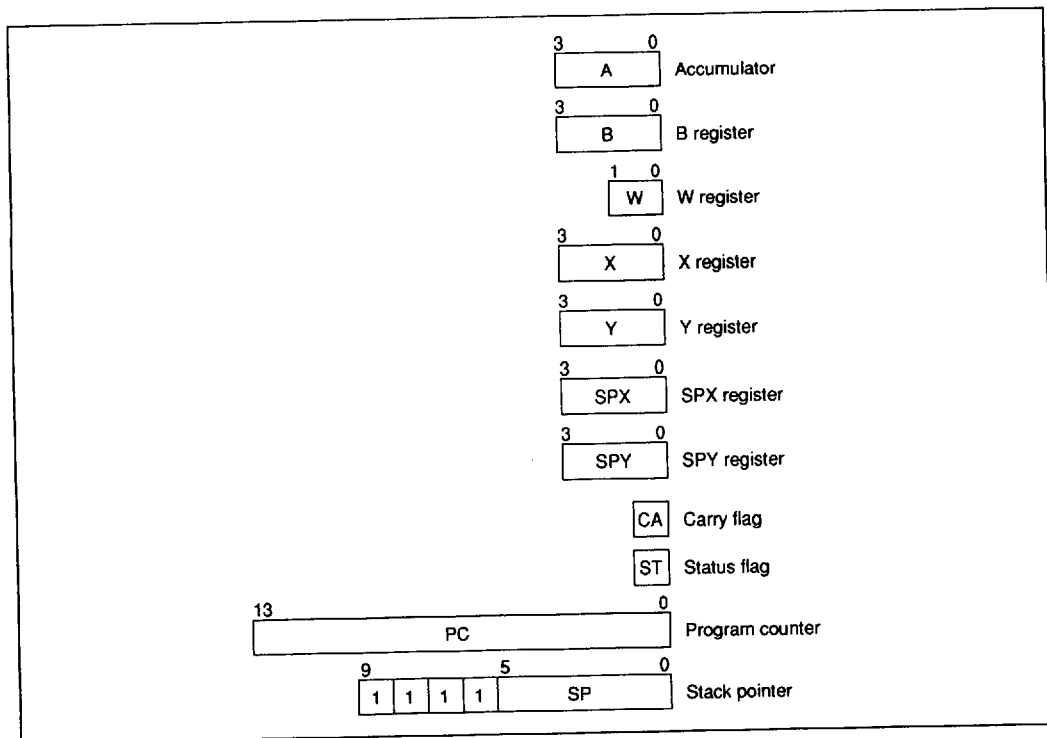 3 0
A Accumulator
3 0
B B register
1 0
W W register
3 0
X X register
3 0
Y Y register
3 0
SPX SPX register
3 0
SPY SPY register
CA Carry flag
ST Status flag
13 0
PC Program counter
9 5 0
1 1 1 1 SP Stack pointer